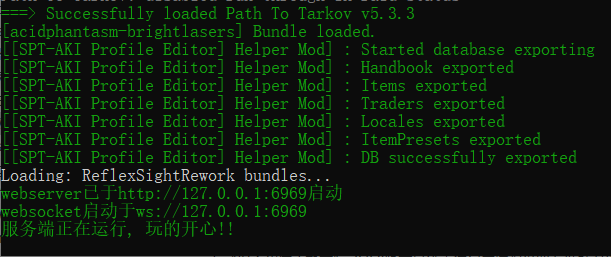 ===> Successfully loaded Path To Tarkov v5.3.3
[acidphantasm-brightlasers] Bundle loaded.
[[SPT-AKI Profile Editor] Helper Mod] : Started database exporting
[[SPT-AKI Profile Editor] Helper Mod] : Handbook exported
[[SPT-AKI Profile Editor] Helper Mod] : Items exported
[[SPT-AKI Profile Editor] Helper Mod] : Traders exported
[[SPT-AKI Profile Editor] Helper Mod] : Locales exported
[[SPT-AKI Profile Editor] Helper Mod] : ItemPresets exported
[[SPT-AKI Profile Editor] Helper Mod] : DB successfully exported
Loading: ReflexSightRework bundles...
webserver已于http://127.0.0.1:6969启动
websocket启动于ws://127.0.0.1:6969
服务端正在运行, 玩的开心!!